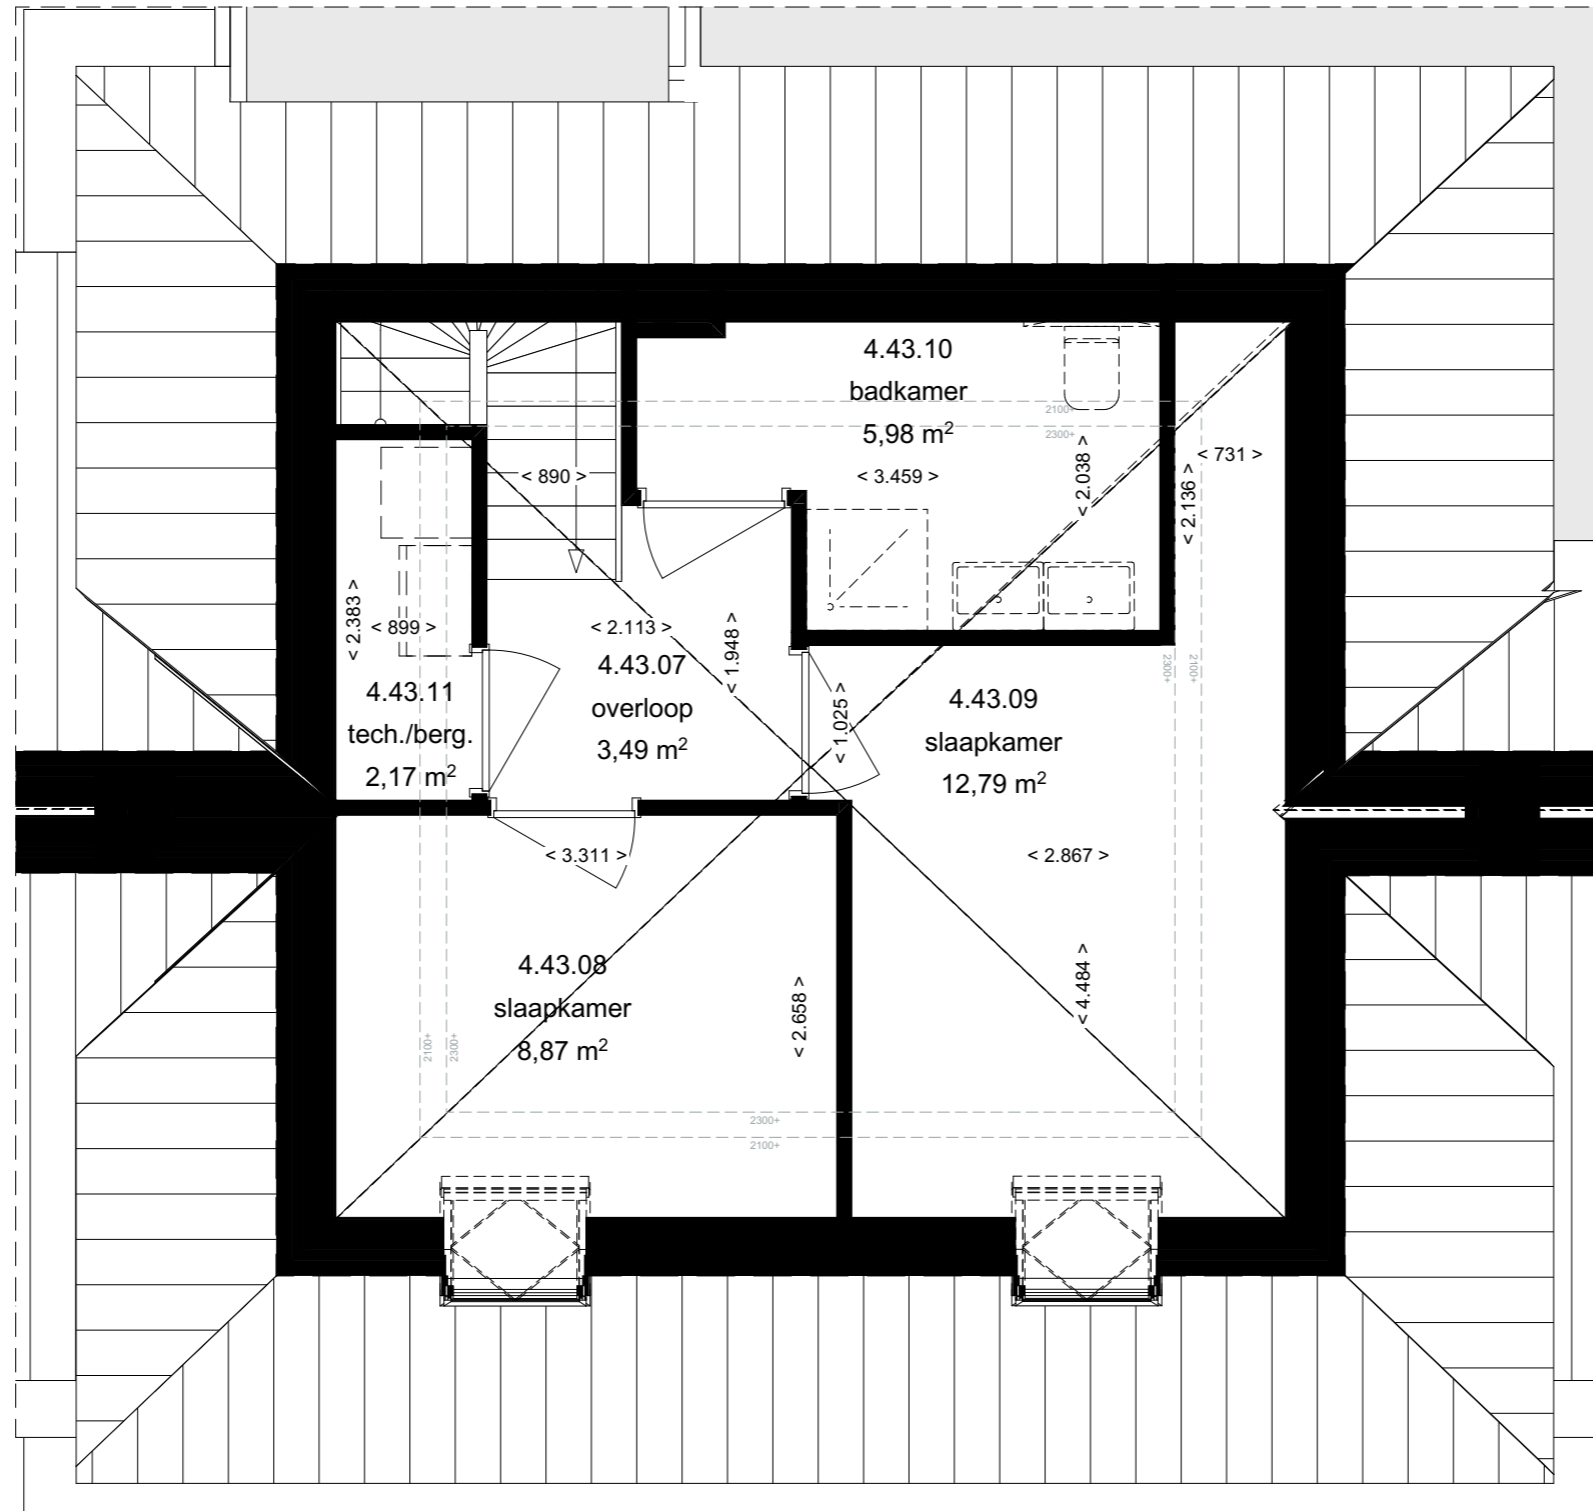 4.43.10
badkamer
5,98 m²
2100+
2300+
< 3.459 >
< 2.038 >
< 731 >
< 2.136 >
< 890 >
< 2.383 >
< 899 >
4.43.11
tech./berg.
2,17 m²
< 2.113 >
< 1.948 >
4.43.07
overloop
3,49 m²
< 1.025 >
4.43.09
slaapkamer
12,79 m²
2300+
2100+
< 3.311 >
< 2.867 >
4.43.08
slaapkamer
8,87 m²
2100+
2300+
< 2.658 >
< 4.484 >
2300+
2100+